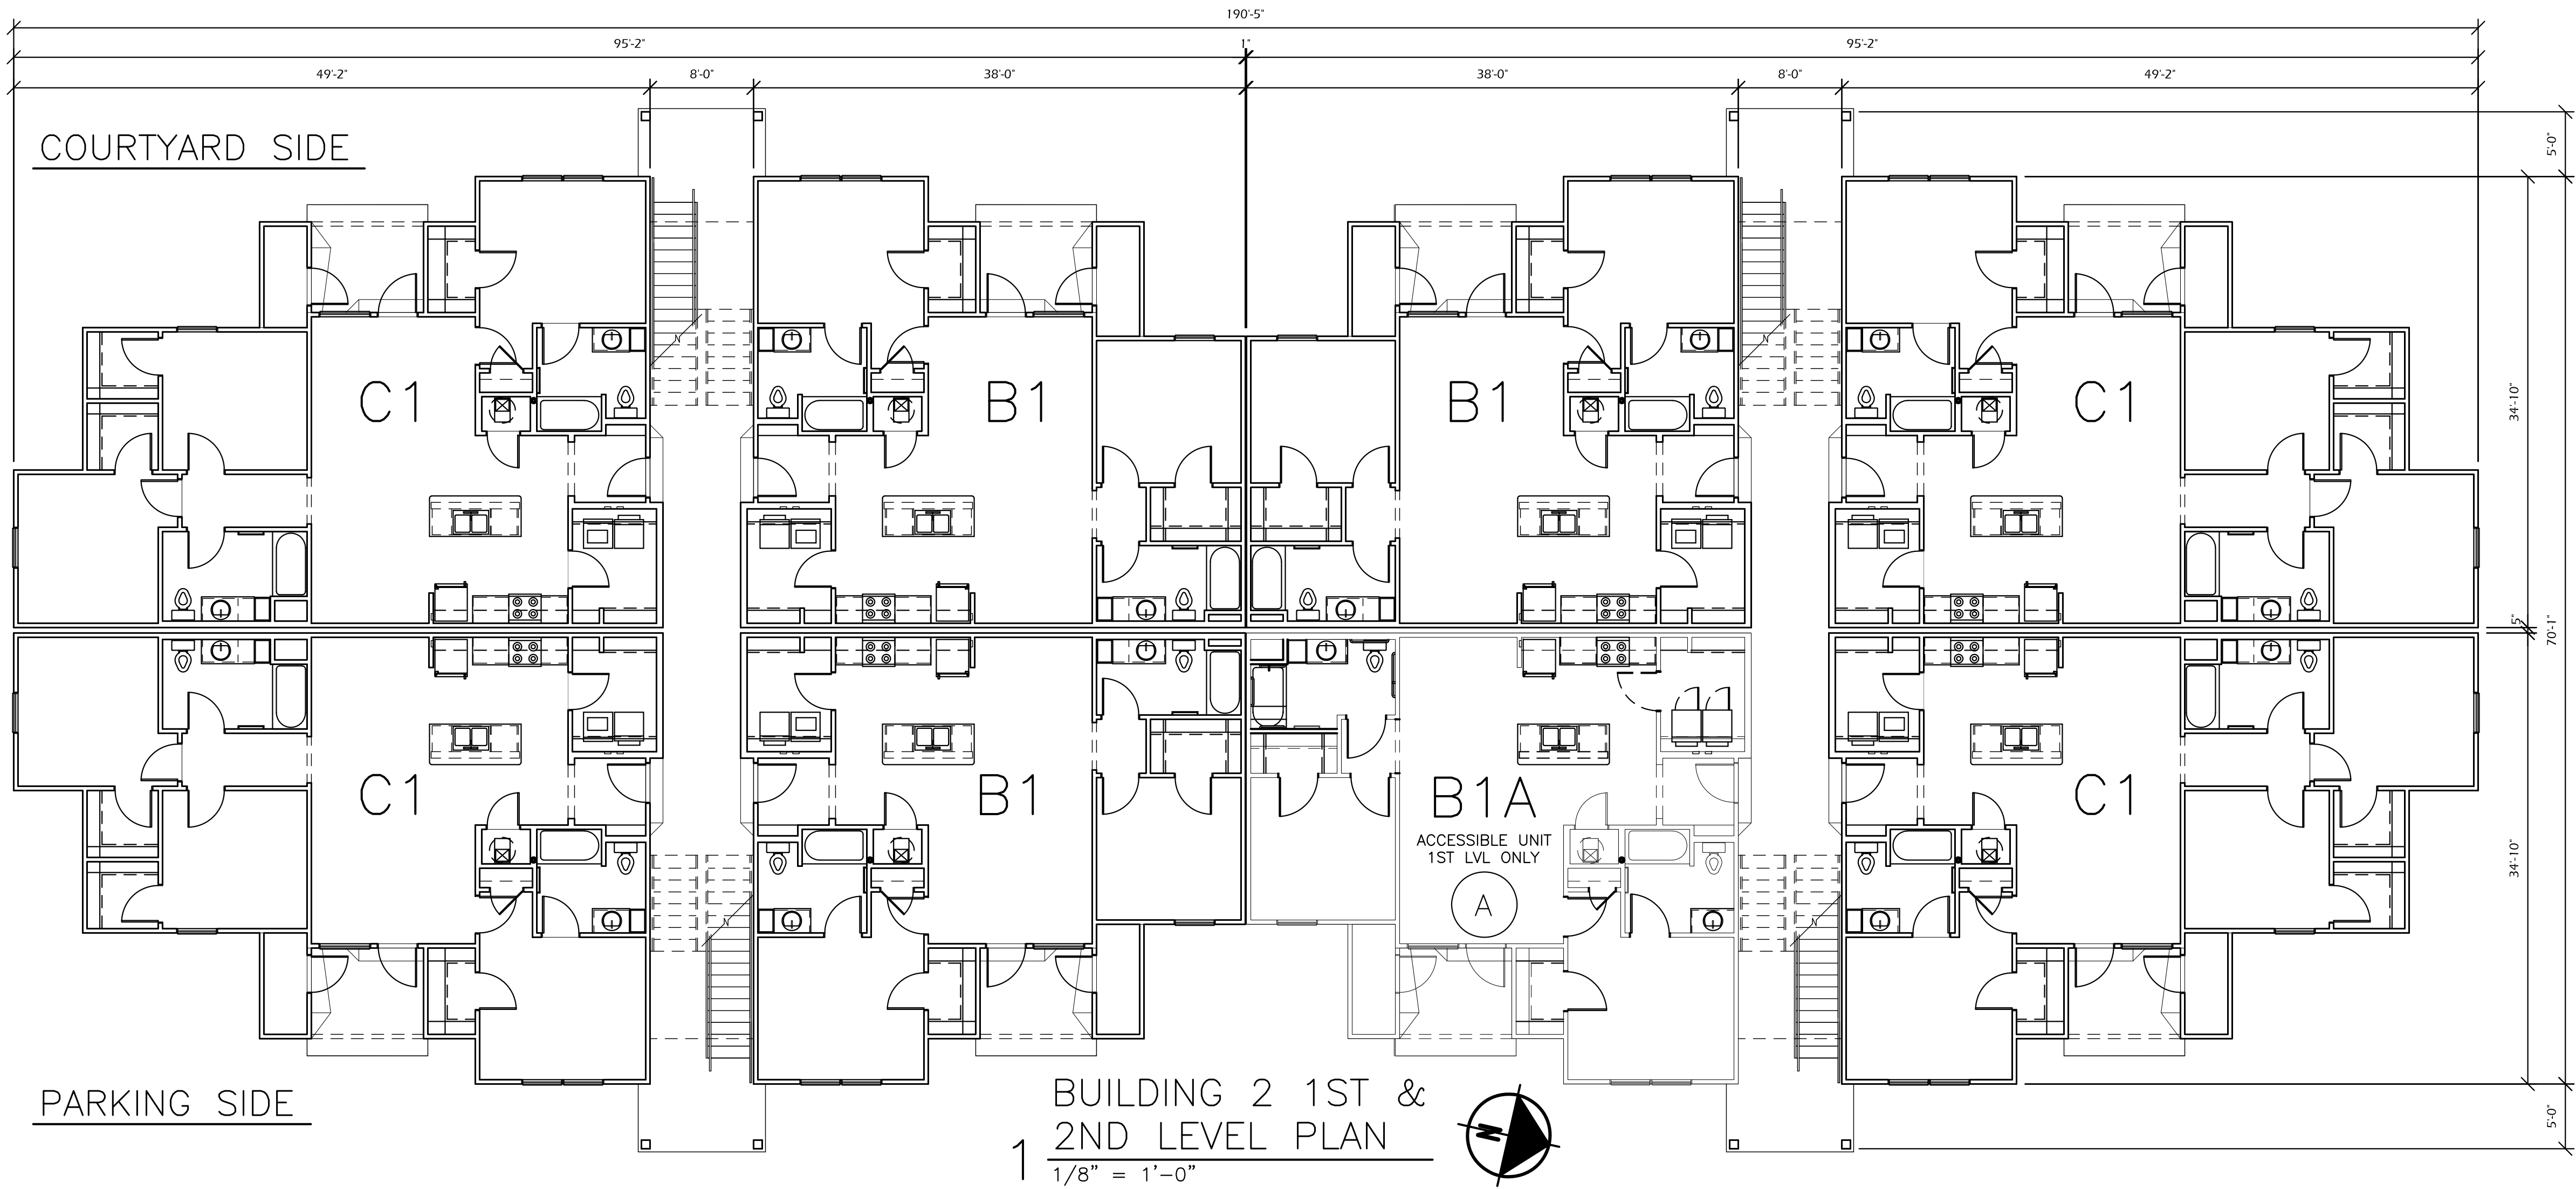 190'-5"
95'-2" 1" 95'-2"
49'-2" 8'-0" 38'-0" 38'-0" 8'-0" 49'-2"
COURTYARD SIDE
5'-0"
N N
C1 B1 B1 C1
34'-10"
5"
70'-1"
C1 B1 B1A C1
ACCESSIBLE UNIT
1ST LVL ONLY
A
34'-10"
N N
PARKING SIDE
5'-0"
BUILDING 2 1ST &
2ND LEVEL PLAN
1
1/8" = 1'-0"
N